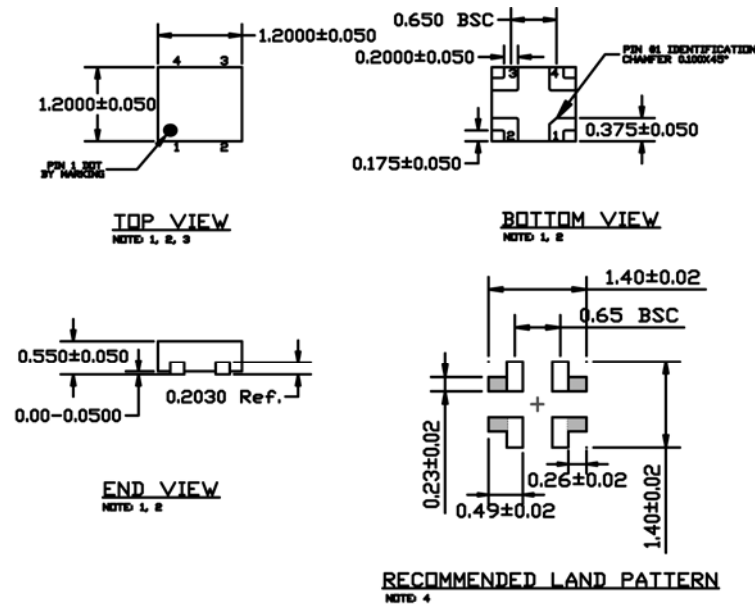 1.2000±0.050
4 3
1.2000±0.050
1 2
PIN 1 DOT
BY MARKING
TOP VIEW
NOTE: 1, 2, 3
0.650 BSC
PIN #1 IDENTIFICATION
CHAMFER 0.100X45°
0.2000±0.050
3 4
0.375±0.050
2 1
0.175±0.050
BOTTOM VIEW
NOTE: 1, 2
0.550±0.050
0.00-0.0500
0.2030 Ref.
END VIEW
NOTE: 1, 2
1.40±0.02
0.65 BSC
0.23±0.02
0.26±0.02
0.49±0.02
1.40±0.02
RECOMMENDED LAND PATTERN
NOTE: 4